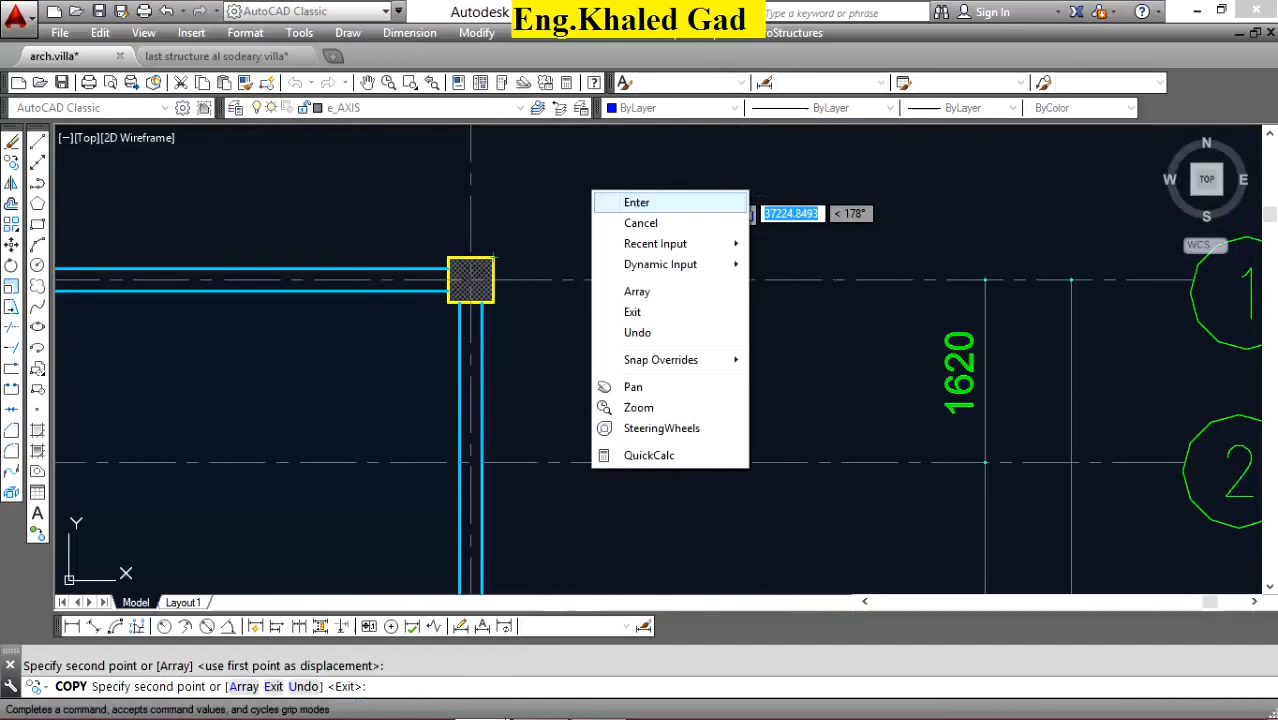 AutoCAD Classic
Autodesk
Eng.Khaled Gad
Type a keyword or phrase
Sign In
File
Edit
View
Insert
Format
Tools
Draw
Dimension
Modify
oStructures
arch.villa*
last structure al sodeary villa*
AutoCAD Classic
e_AXIS
ByLayer
ByLayer
ByLayer
ByColor
[−][Top][2D Wireframe]
N
W
TOP
E
S
WCS
Enter
Cancel
Recent Input
Dynamic Input
Array
Exit
Undo
Snap Overrides
Pan
Zoom
SteeringWheels
QuickCalc
37224.8493
< 178°
1620
1
2
Y
X
Model
Layout1
Specify second point or [Array] <use first point as displacement>:
COPY Specify second point or [Array Exit Undo] <Exit>:
Completes a command, accepts command values, and cycles grip modes